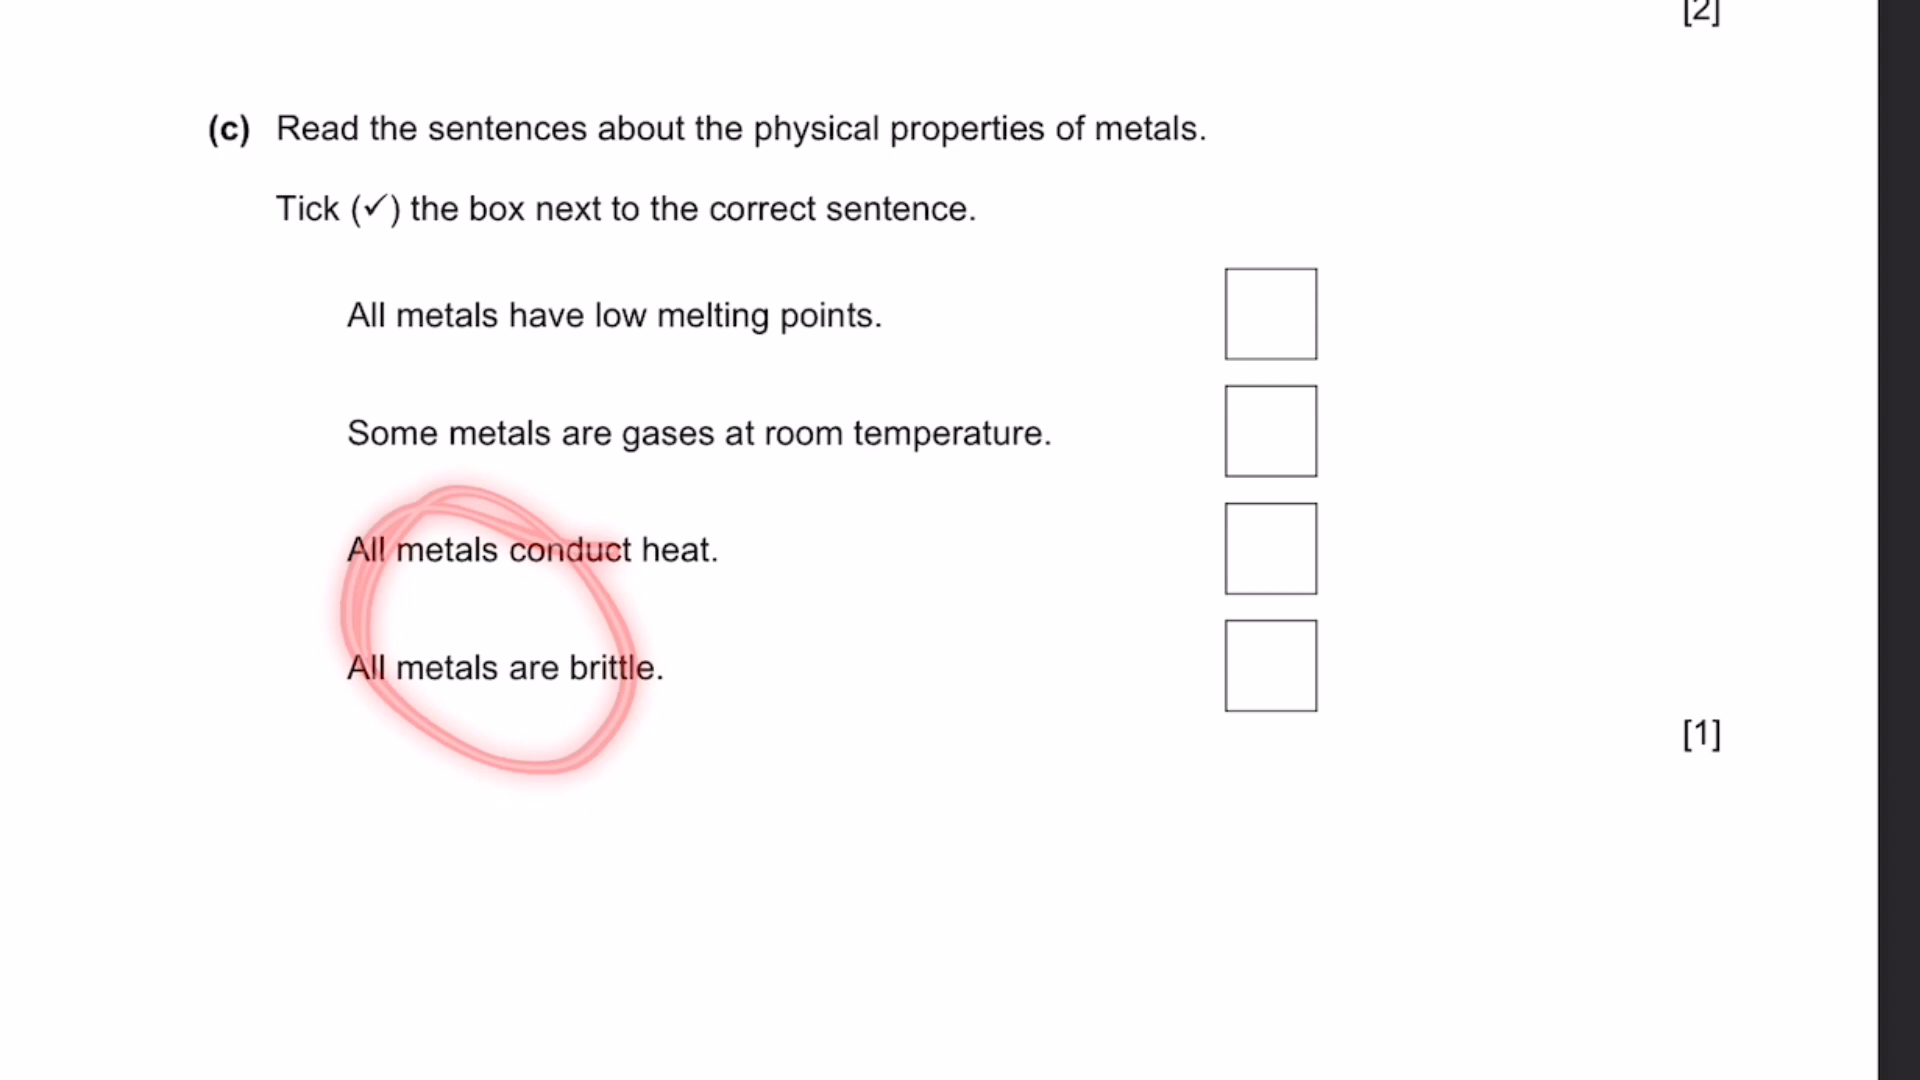 [2]
(c) Read the sentences about the physical properties of metals.
Tick (✓) the box next to the correct sentence.
All metals have low melting points.
Some metals are gases at room temperature.
All metals conduct heat.
All metals are brittle.
[1]